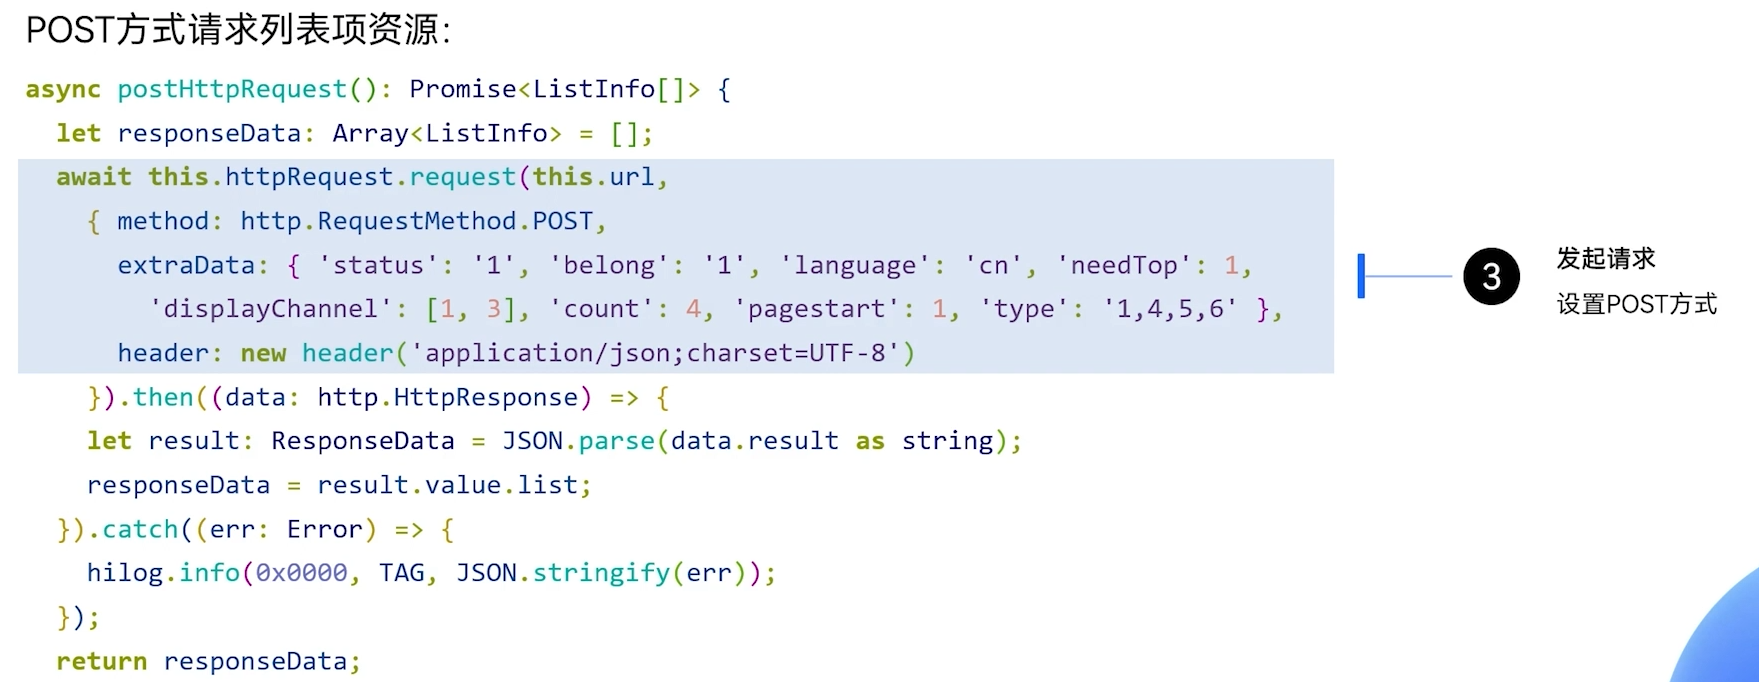 POST方式请求列表项资源:
async postHttpRequest(): Promise<ListInfo[]> {
  let responseData: Array<ListInfo> = [];
  await this.httpRequest.request(this.url,
    { method: http.RequestMethod.POST,
      extraData: { 'status': '1', 'belong': '1', 'language': 'cn', 'needTop': 1,
        'displayChannel': [1, 3], 'count': 4, 'pagestart': 1, 'type': '1,4,5,6' },
      header: new header('application/json;charset=UTF-8')
    }).then((data: http.HttpResponse) => {
    let result: ResponseData = JSON.parse(data.result as string);
    responseData = result.value.list;
  }).catch((err: Error) => {
    hilog.info(0x0000, TAG, JSON.stringify(err));
  });
  return responseData;
3
发起请求
设置POST方式